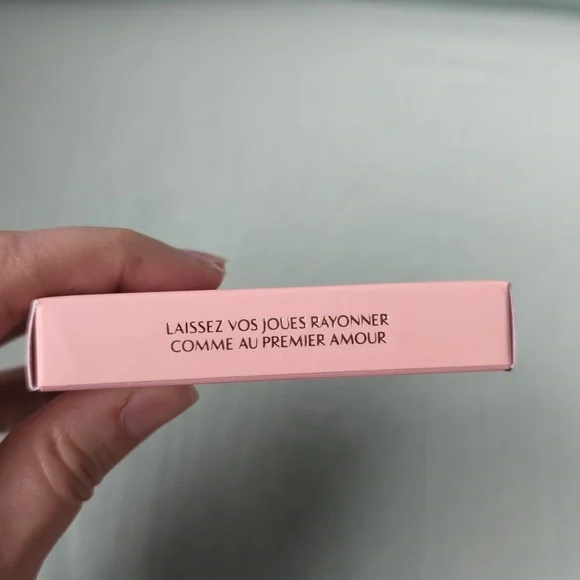 LAISSEZ VOS JOUES RAYONNER
COMME AU PREMIER AMOUR